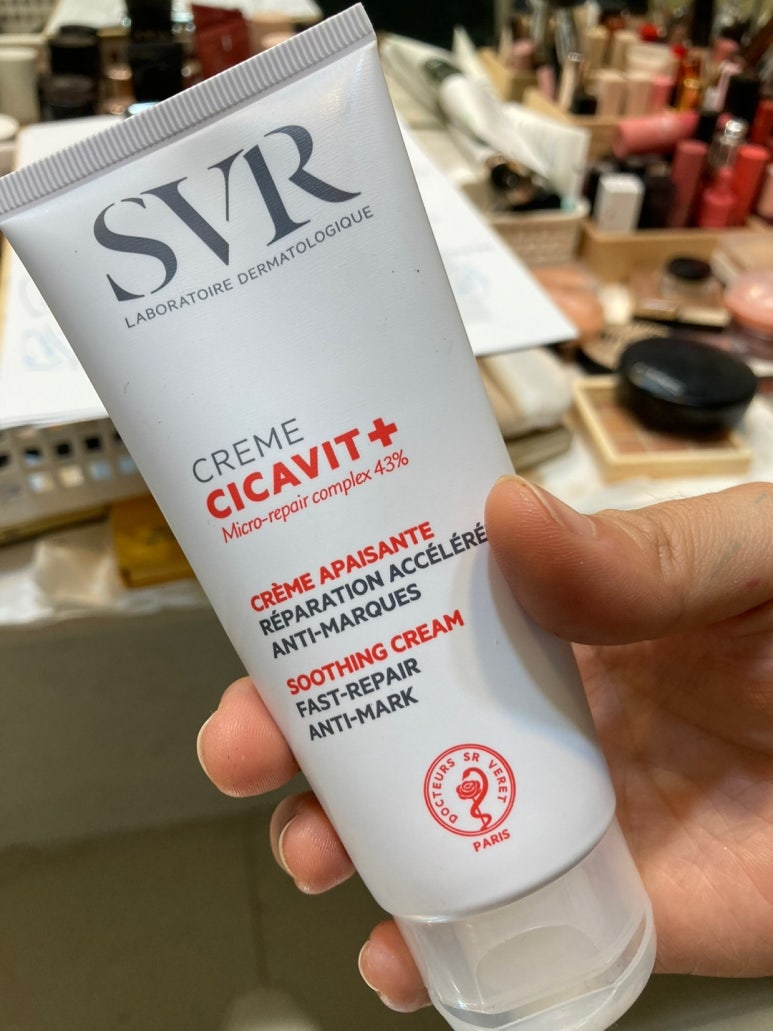 SVR
LABORATOIRE DERMATOLOGIQUE
CREME
CICAVIT+
Micro-repair complex 43%
CRÈME APAISANTE
RÉPARATION ACCÉLÉRÉ
ANTI-MARQUES
SOOTHING CREAM
FAST-REPAIR
ANTI-MARK
DOCTEURS SR VERET
PARIS